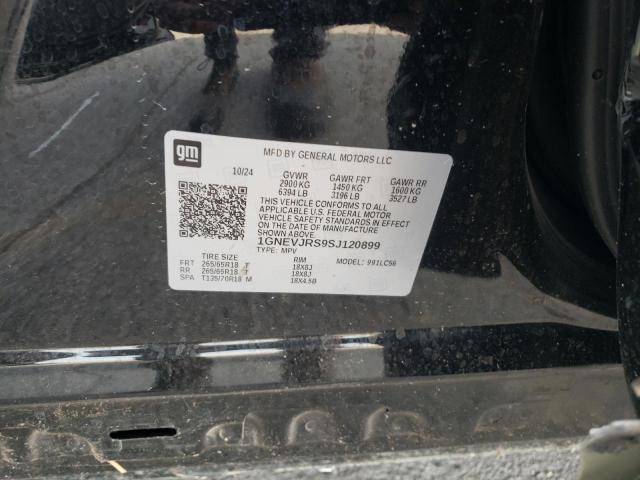 gm
MFD BY GENERAL MOTORS LLC
10/24 GVWR GAWR FRT GAWR RR
2900 KG 1450 KG 1600 KG
6394 LB 3196 LB 3527 LB
THIS VEHICLE CONFORMS TO ALL
APPLICABLE U.S. FEDERAL MOTOR
VEHICLE SAFETY STANDARDS IN EFFECT
ON THE DATE OF MANUFACTURE SHOWN ABOVE.
1GNEVJRS9SJ120899
TYPE: MPV
TIRE SIZE RIM MODEL: 991LC56
FRT 265/65R18 T 18X8J
RR 265/65R18 T 18X8J
SPA T135/70R18 M 18X4.5B